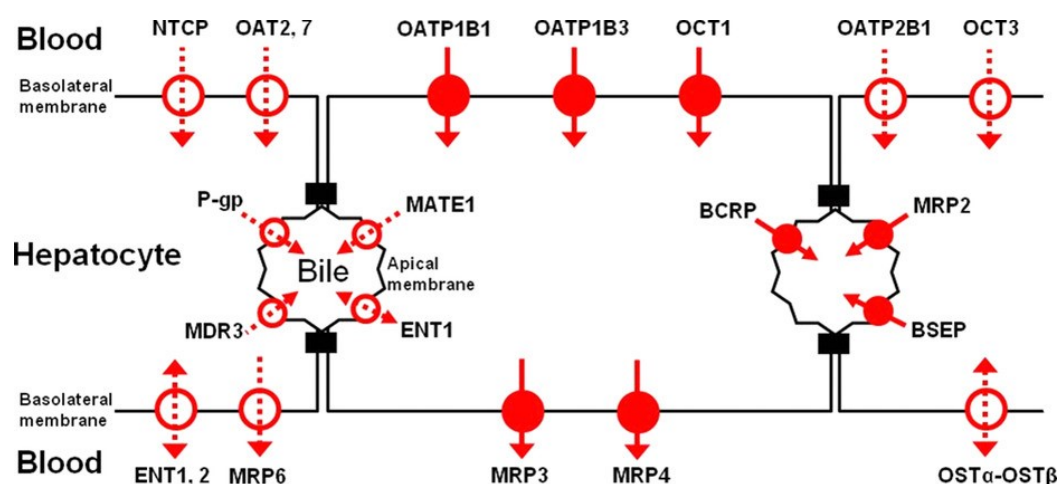 Blood
NTCP
OAT2, 7
OATP1B1
OATP1B3
OCT1
OATP2B1
OCT3
Basolateral
membrane
P-gp
MATE1
BCRP
MRP2
Hepatocyte
Bile
Apical
membrane
MDR3
ENT1
BSEP
Basolateral
membrane
Blood
ENT1, 2
MRP6
MRP3
MRP4
OSTα-OSTβ